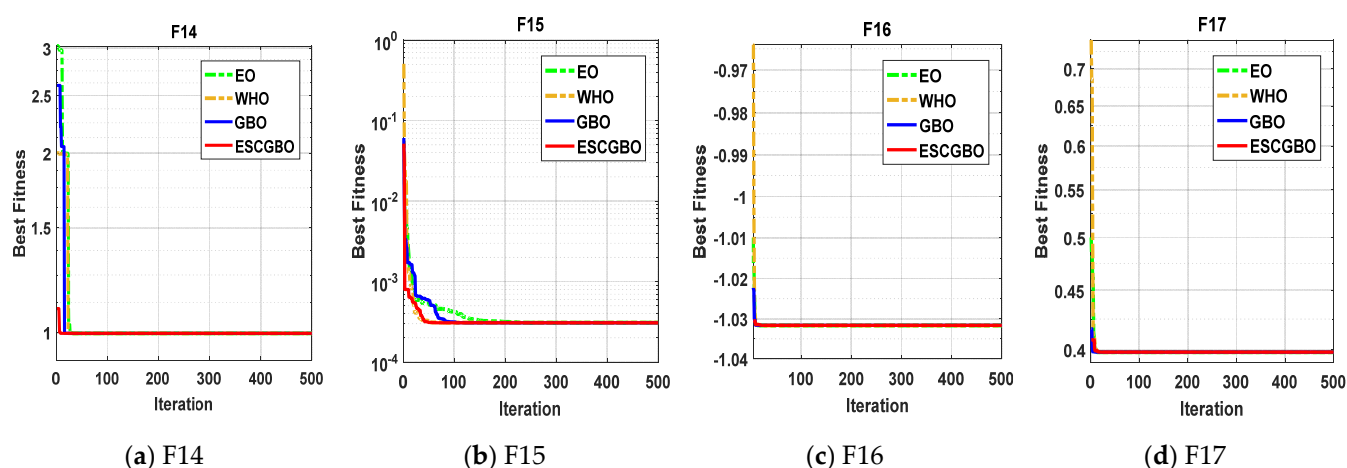 F14
3
2.5
2
1.5
1
0 100 200 300 400 500
Best Fitness
Iteration
EO
WHO
GBO
ESCGBO
(a) F14
F15
10^0
10^-1
10^-2
10^-3
10^-4
0 100 200 300 400 500
Best Fitness
Iteration
EO
WHO
GBO
ESCGBO
(b) F15
F16
-0.97
-0.98
-0.99
-1
-1.01
-1.02
-1.03
-1.04
100 200 300 400 500
Best Fitness
Iteration
EO
WHO
GBO
ESCGBO
(c) F16
F17
0.7
0.65
0.6
0.55
0.5
0.45
0.4
0 100 200 300 400 500
Best Fitness
Iteration
EO
WHO
GBO
ESCGBO
(d) F17